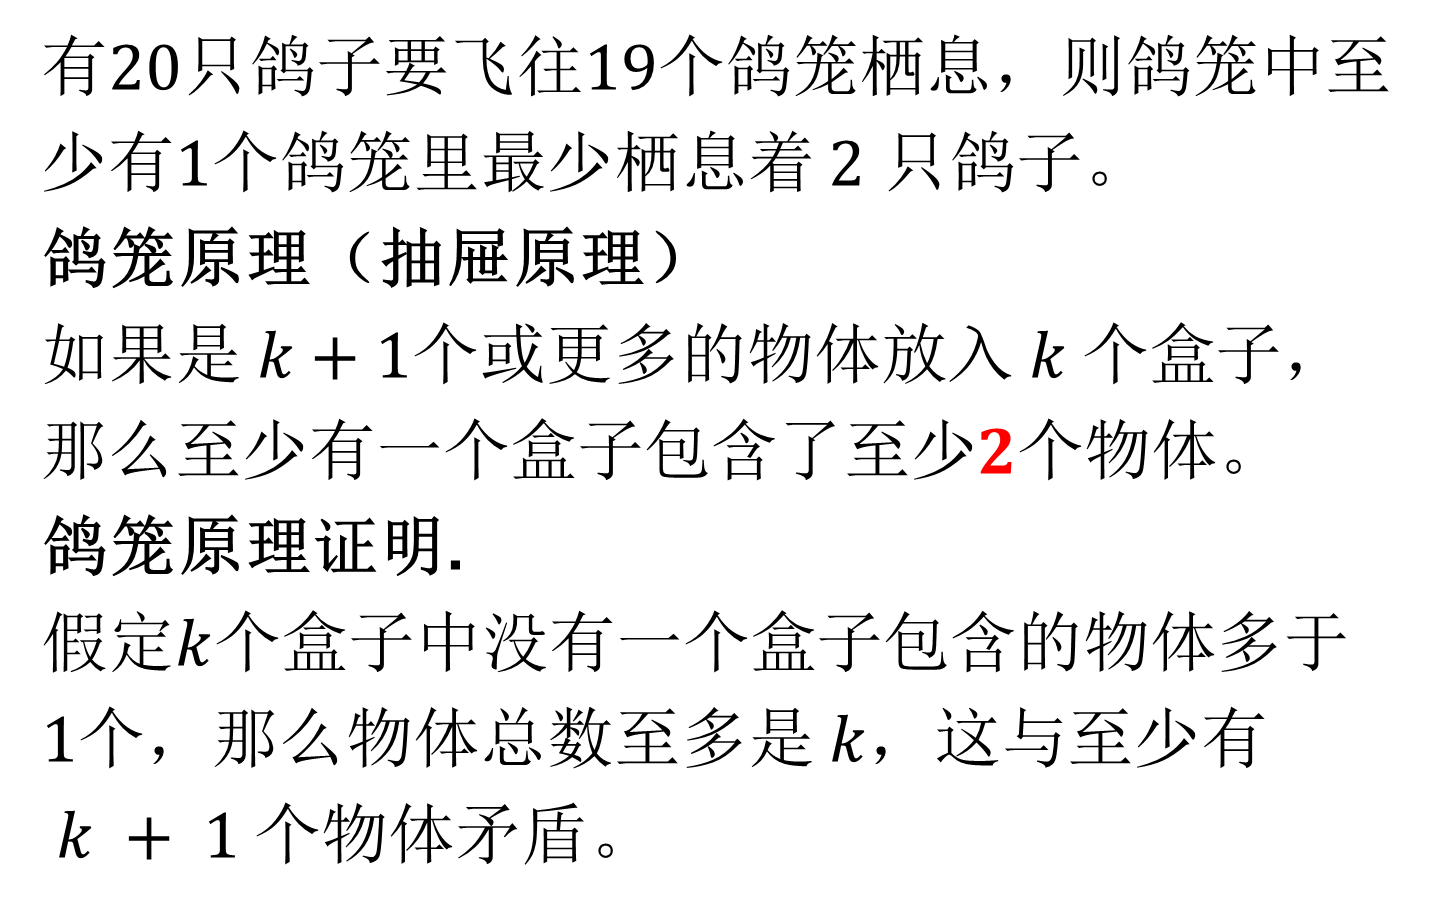 有20只鸽子要飞往19个鸽笼栖息，则鸽笼中至
少有1个鸽笼里最少栖息着 2 只鸽子。
鸽笼原理（抽屉原理）
如果是 k + 1个或更多的物体放入 k 个盒子，
那么至少有一个盒子包含了至少2个物体。
鸽笼原理证明.
假定k个盒子中没有一个盒子包含的物体多于
1个，那么物体总数至多是 k，这与至少有
k + 1 个物体矛盾。